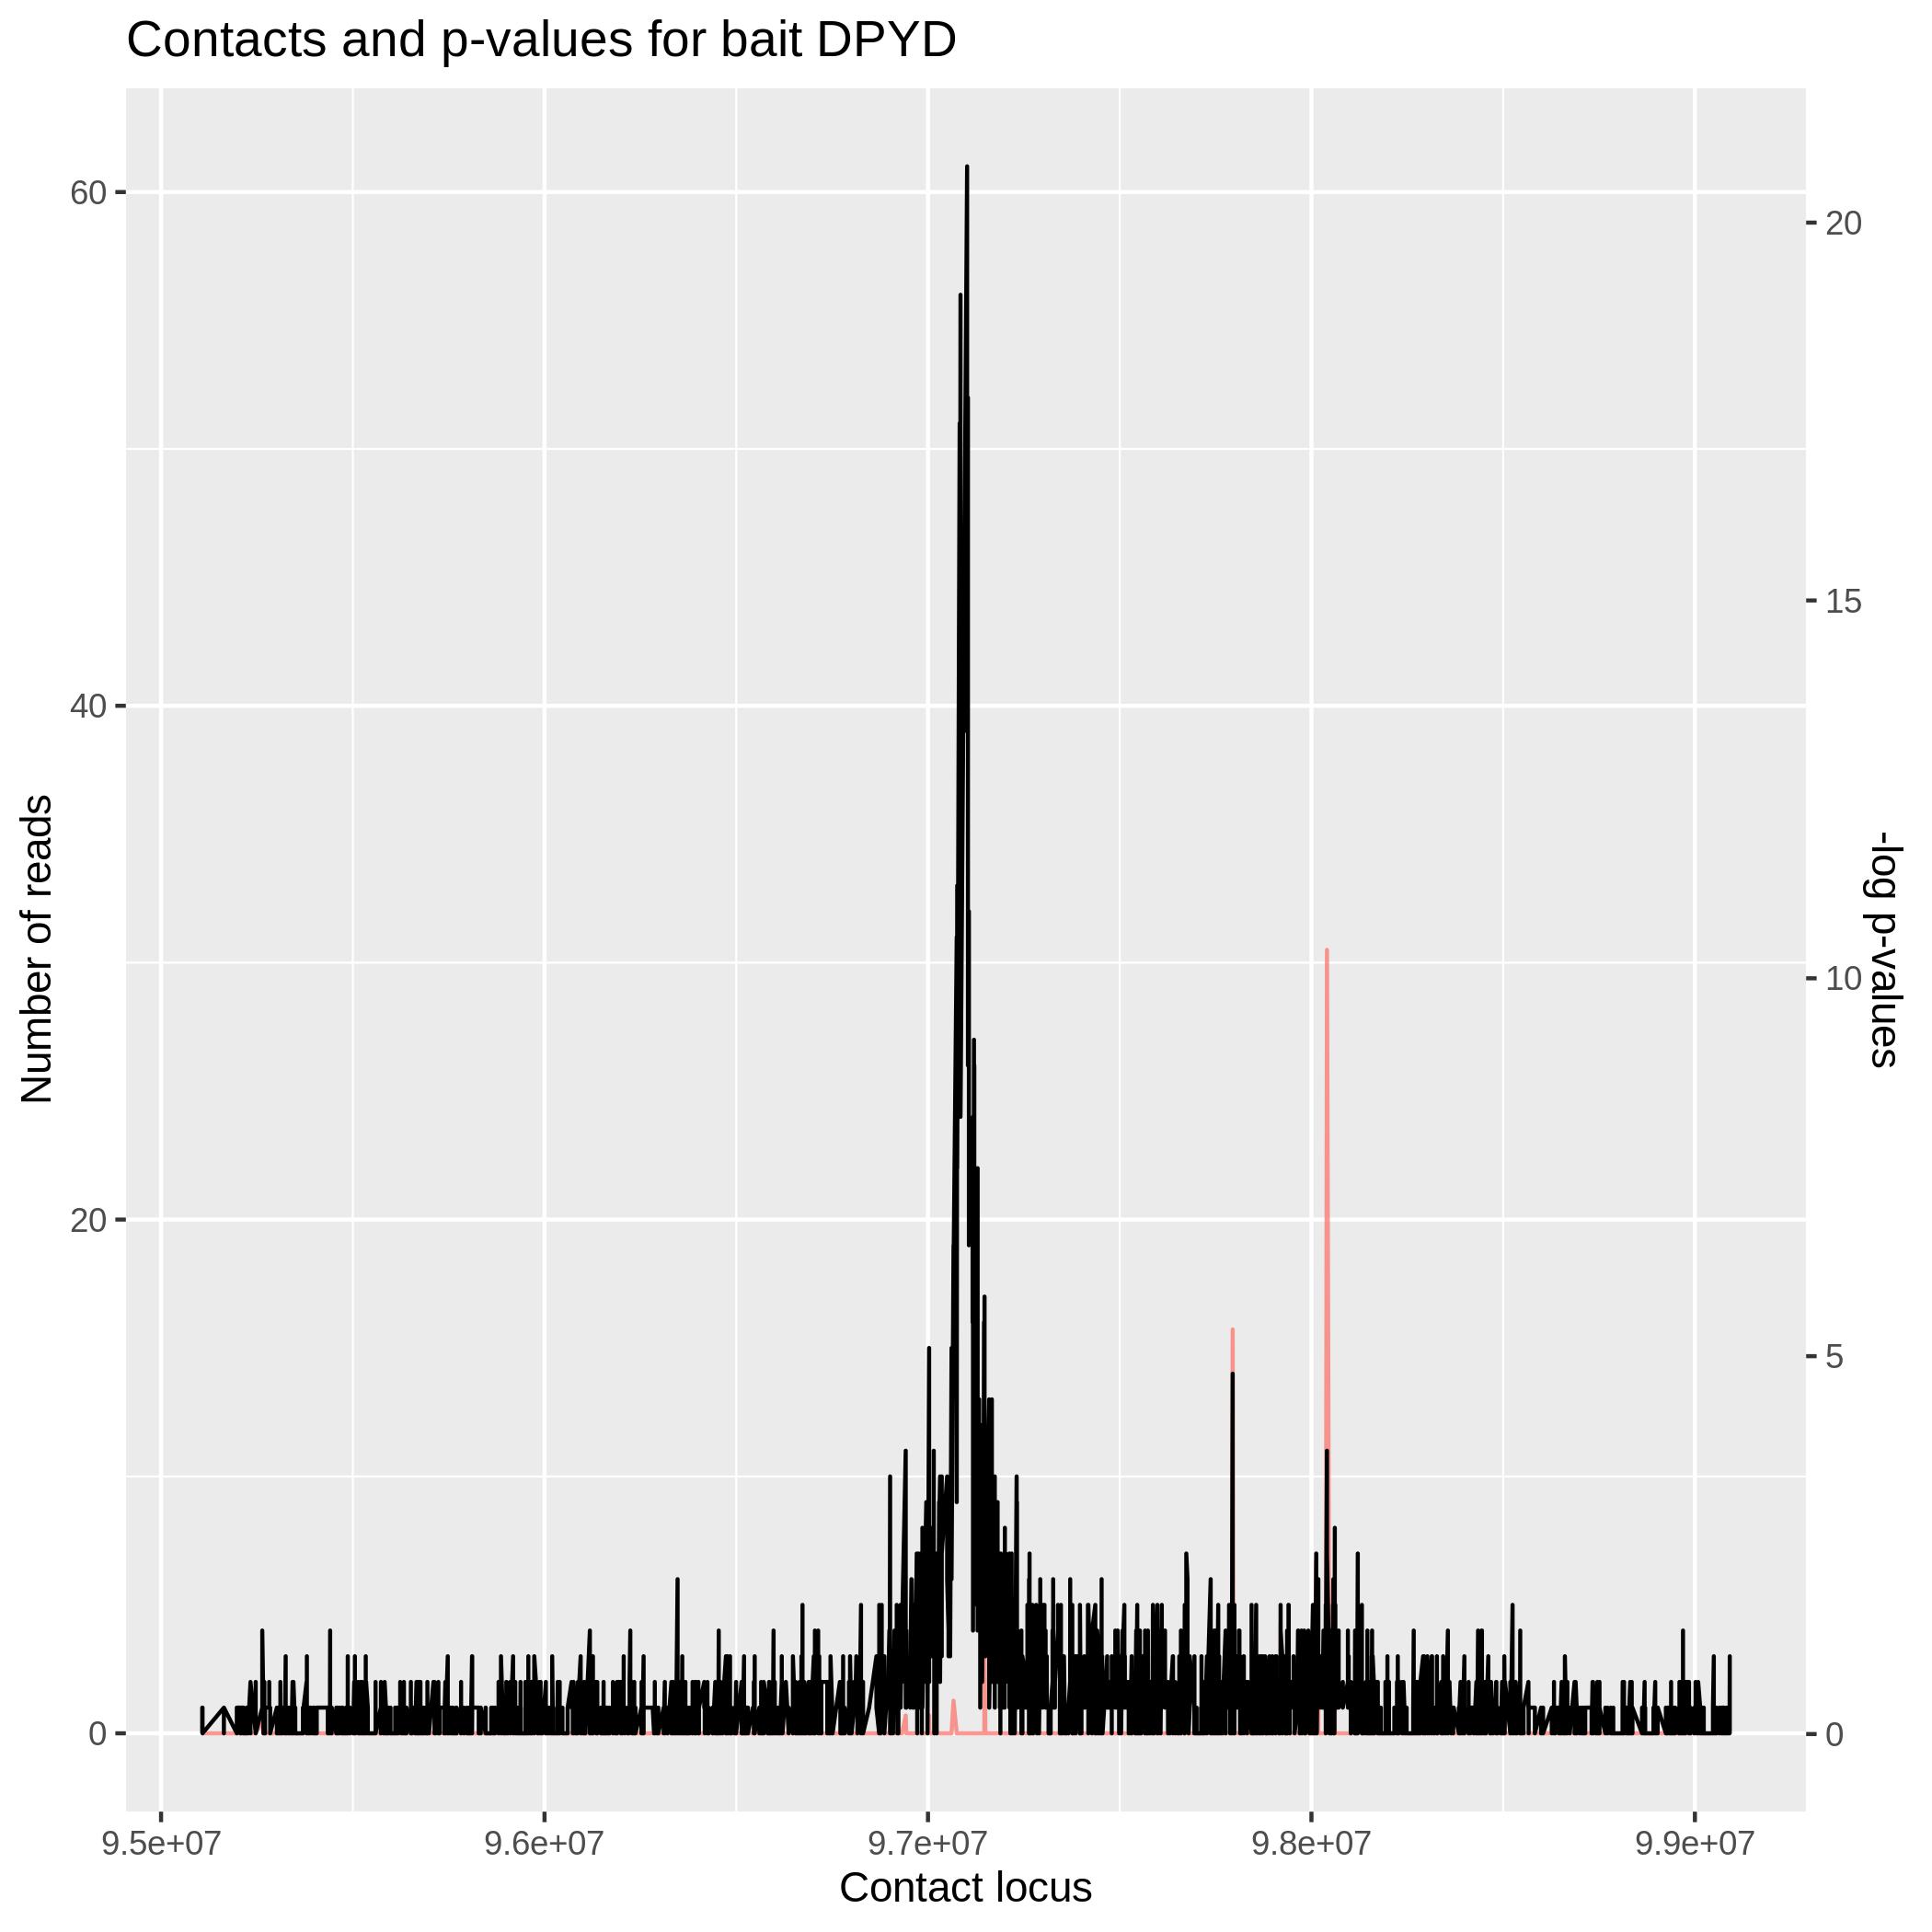 Contacts and p-values for bait DPYD
60
40
20
0
Number of reads
20
15
10
5
0
-log p-values
9.5e+07
9.6e+07
9.7e+07
9.8e+07
9.9e+07
Contact locus